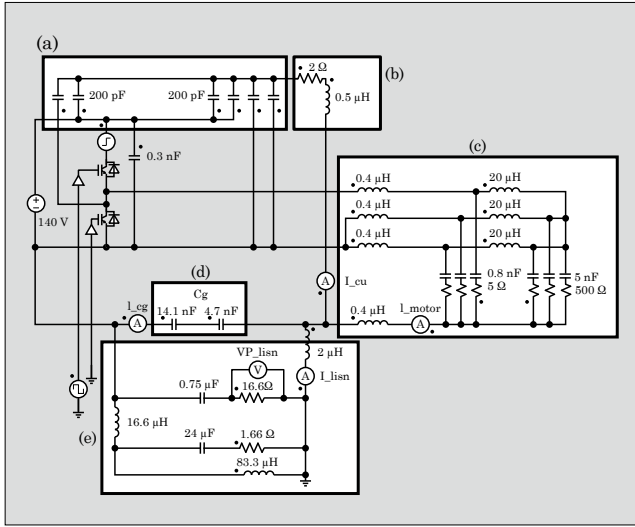 (a)
2 Ω
(b)
200 pF
200 pF
0.5 μH
0.3 nF
(c)
0.4 μH
20 μH
0.4 μH
20 μH
140 V
0.4 μH
20 μH
(d)
I_cu
0.8 nF
5 nF
l_cg
Cg
5 Ω
500 Ω
14.1 nF
4.7 nF
0.4 μH
l_motor
A
A
A
2 μH
VP_lisn
V
A
I_lisn
0.75 μF
16.6Ω
16.6 μH
24 μF
1.66 Ω
(e)
83.3 μH